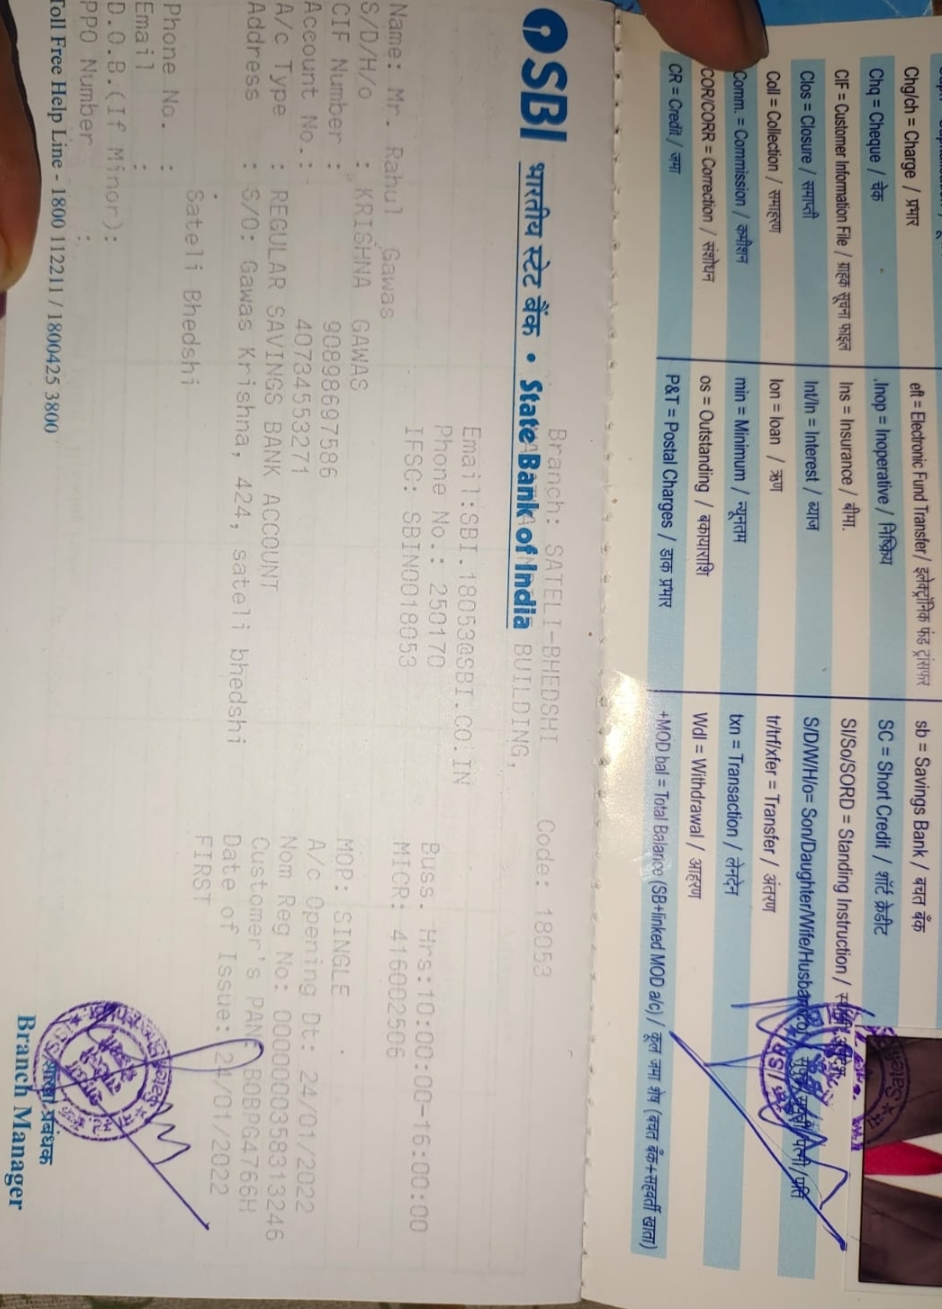 Chg/ch = Charge / प्रभार
Chq = Cheque / चेक
CIF = Customer Information File / ग्राहक सूचना फाइल
Clos = Closure / समाप्ती
Coll = Collection / समाहरण
Comm. = Commission / कमीशन
COR/CORR = Correction / संशोधन
CR = Credit / जमा
eft = Electronic Fund Transfer / इलेक्ट्रॉनिक फंड ट्रांसफर
Inop = Inoperative / निष्क्रिय
Ins = Insurance / बीमा.
Int/In = Interest / ब्याज
lon = loan / ऋण
min = Minimum / न्यूनतम
os = Outstanding / बकायाराशि
P&T = Postal Charges / डाक प्रभार
sb = Savings Bank / बचत बैंक
SC = Short Credit / शॉर्ट क्रेडीट
SI/So/SORD = Standing Instruction /
S/D/W/H/o= Son/Daughter/Wife/Husband
tr/trf/xfer = Transfer / अंतरण
txn = Transaction / लेनदेन
Wdl = Withdrawal / आहरण
+MOD bal = Total Balance (SB+linked MOD a/c) / कूल जमा शेष (बचत बैंक+सहवर्ती खाता)
Branch: SATELI-BHEDSHI Code: 18053
SBI भारतीय स्टेट बैंक • State Bank of India BUILDING,
Email:SBI.18053@SBI.CO.IN
Phone No.: 250170 Buss. Hrs:10:00:00-16:00:00
IFSC: SBIN0018053 MICR: 416002506
Name: Mr. Rahul Gawas
S/D/H/o : KRISHNA GAWAS MOP: SINGLE
CIF Number : 90898697586 A/c Opening Dt: 24/01/2022
Account No.: 40734553271 Nom Reg No: 0000000358313246
A/c Type : REGULAR SAVINGS BANK ACCOUNT Customer's PAN: BOBPG4766H
Address : S/O: Gawas Krishna, 424, sateli bhedshi Date of Issue: 24/01/2022
FIRST
Sateli Bhedshi
Phone No. :
Email :
D.O.B.(If Minor):
PPO Number :
Toll Free Help Line - 1800 112211 / 1800425 3800
शाखा प्रबंधक
Branch Manager